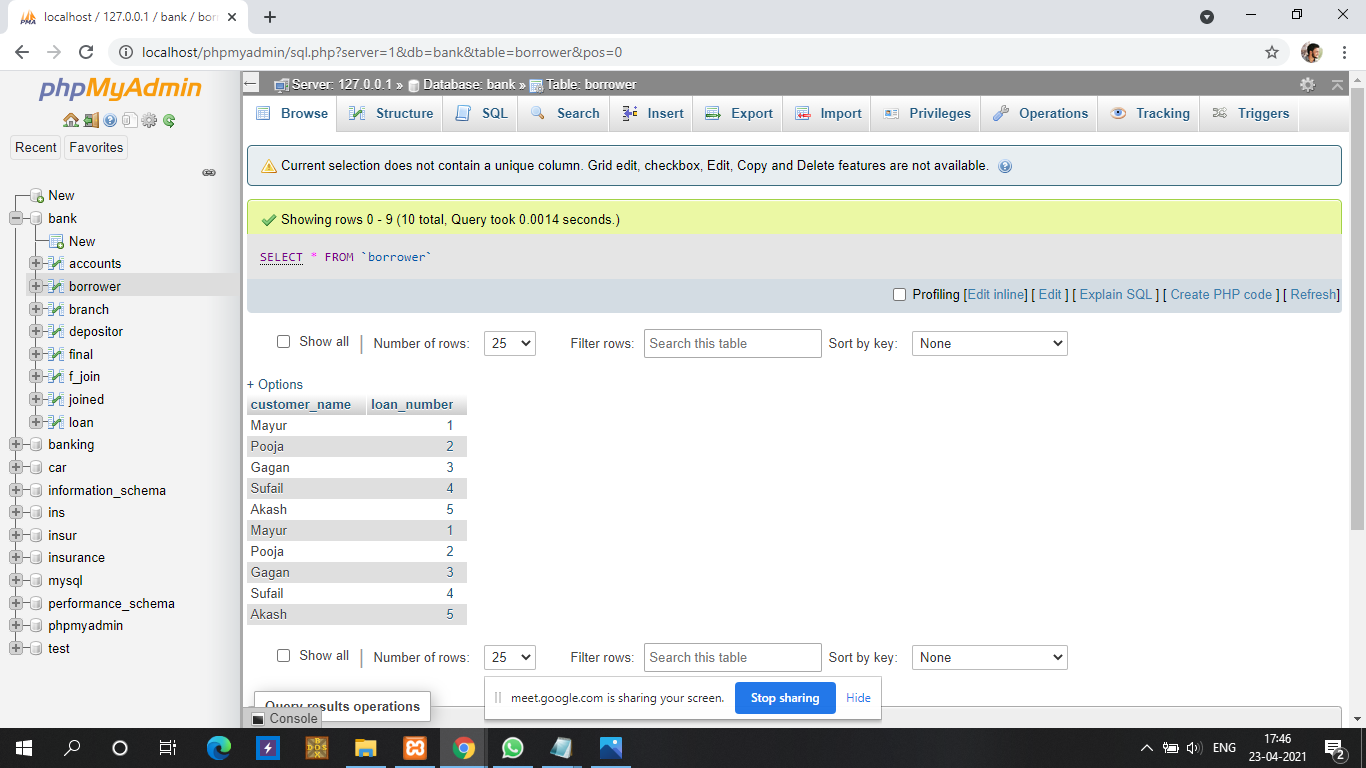 localhost / 127.0.0.1 / bank / bor
localhost/phpmyadmin/sql.php?server=1&db=bank&table=borrower&pos=0
phpMyAdmin
Recent Favorites
New
bank
New
accounts
borrower
branch
depositor
final
f_join
joined
loan
banking
car
information_schema
ins
insur
insurance
mysql
performance_schema
phpmyadmin
test
Server: 127.0.0.1 » Database: bank » Table: borrower
Browse Structure SQL Search Insert Export Import Privileges Operations Tracking Triggers
Current selection does not contain a unique column. Grid edit, checkbox, Edit, Copy and Delete features are not available.
Showing rows 0 - 9 (10 total, Query took 0.0014 seconds.)
SELECT * FROM `borrower`
Profiling [Edit inline] [ Edit ] [ Explain SQL ] [ Create PHP code ] [ Refresh]
Show all | Number of rows: 25 Filter rows: Search this table Sort by key: None
+ Options
customer_name loan_number
Mayur 1
Pooja 2
Gagan 3
Sufail 4
Akash 5
Mayur 1
Pooja 2
Gagan 3
Sufail 4
Akash 5
Show all | Number of rows: 25 Filter rows: Search this table Sort by key: None
Query results operations
Console
meet.google.com is sharing your screen. Stop sharing Hide
DOS
ENG
17:46
23-04-2021
2